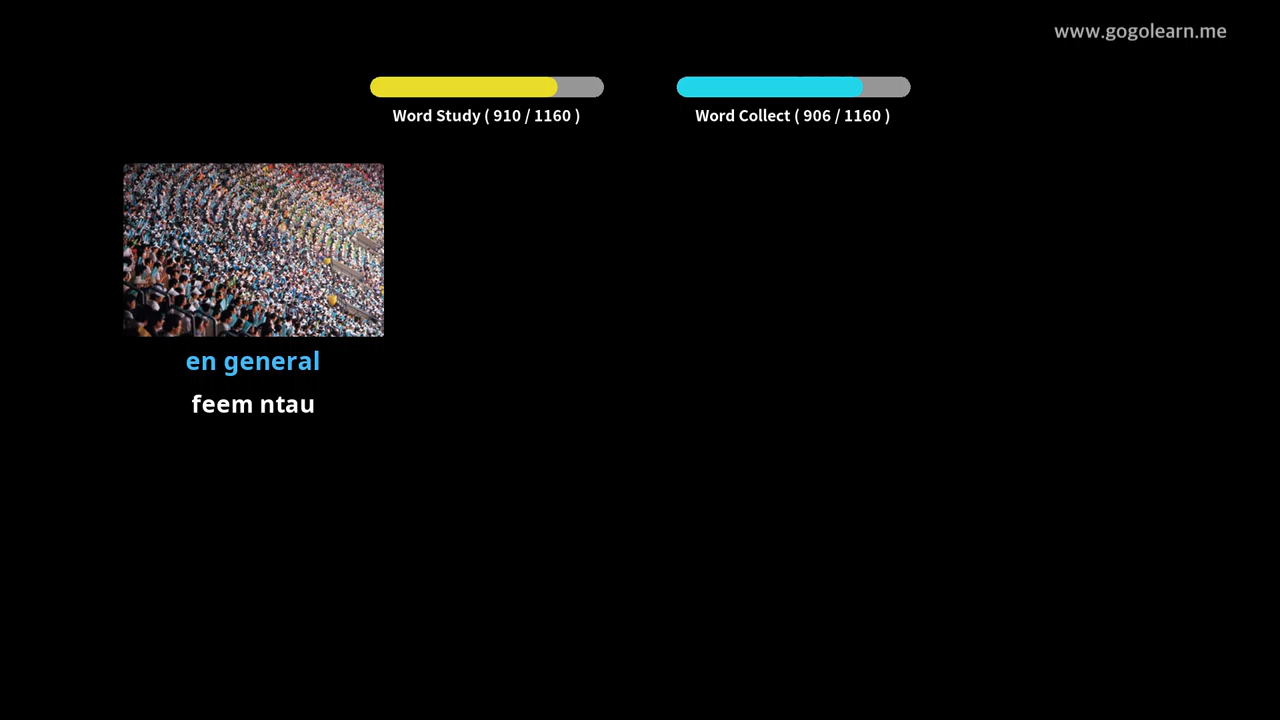 www.gogolearn.me
Word Study ( 910 / 1160 )
Word Collect ( 906 / 1160 )
en general
feem ntau